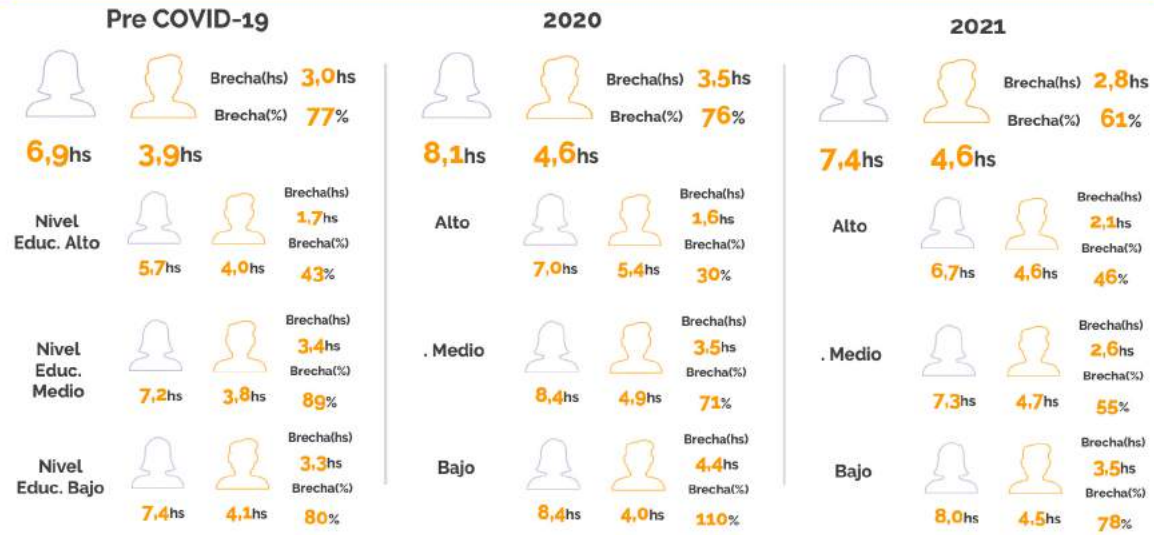 Pre COVID-19
Brecha(hs) 3,0hs
Brecha(%) 77%
6,9hs 3,9hs
Nivel
Educ. Alto
Brecha(hs)
1,7hs
Brecha(%)
5,7hs 4,0hs 43%
Nivel
Educ.
Medio
Brecha(hs)
3,4hs
Brecha(%)
7,2hs 3,8hs 89%
Nivel
Educ. Bajo
Brecha(hs)
3,3hs
Brecha(%)
7,4hs 4,1hs 80%
2020
Brecha(hs) 3,5hs
Brecha(%) 76%
8,1hs 4,6hs
Alto
Brecha(hs)
1,6hs
Brecha(%)
7,0hs 5,4hs 30%
. Medio
Brecha(hs)
3,5hs
Brecha(%)
8,4hs 4,9hs 71%
Bajo
Brecha(hs)
4,4hs
Brecha(%)
8,4hs 4,0hs 110%
2021
Brecha(hs) 2,8hs
Brecha(%) 61%
7,4hs 4,6hs
Alto
Brecha(hs)
2,1hs
Brecha(%)
6,7hs 4,6hs 46%
. Medio
Brecha(hs)
2,6hs
Brecha(%)
7,3hs 4,7hs 55%
Bajo
Brecha(hs)
3,5hs
Brecha(%)
8,0hs 4,5hs 78%